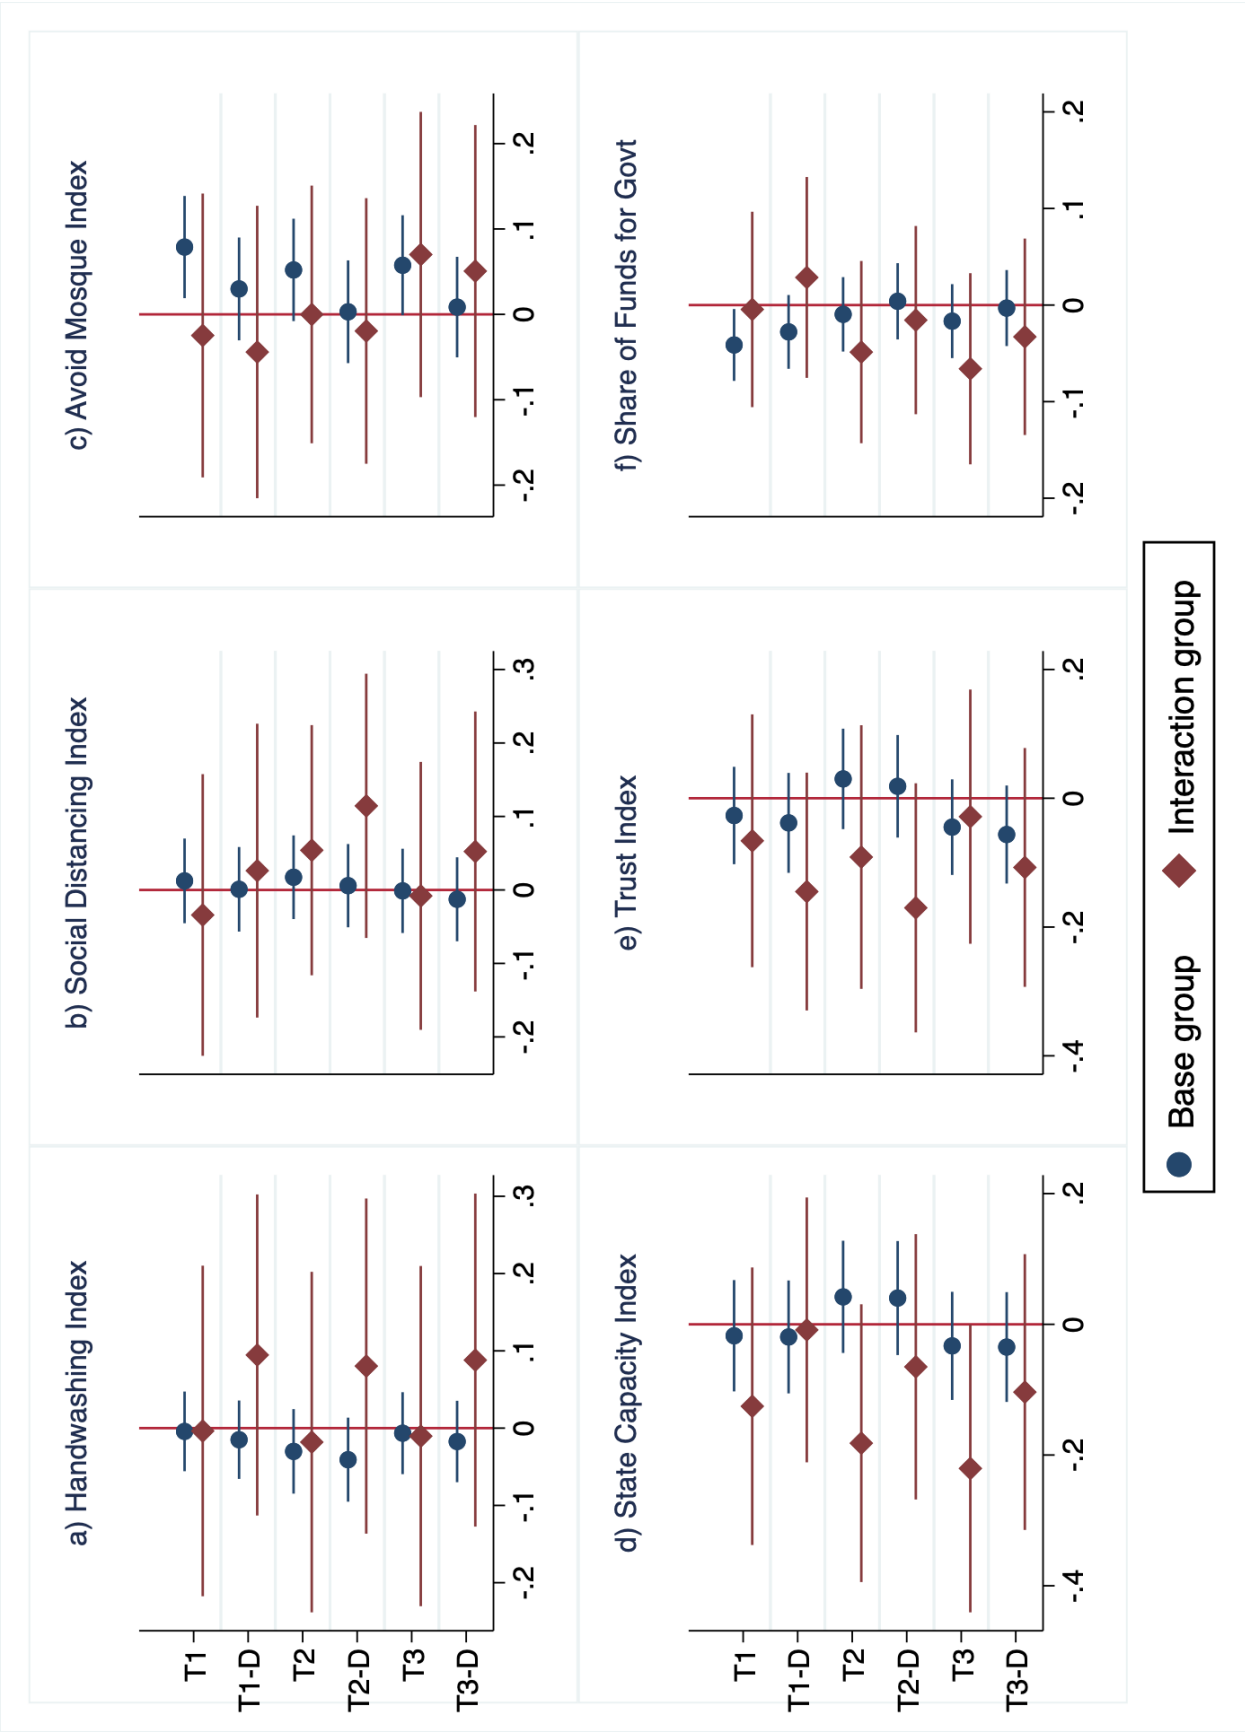 a) Handwashing Index
b) Social Distancing Index
c) Avoid Mosque Index
T1
T1-D
T2
T2-D
T3
T3-D
-.2 -.1 0 .1 .2 .3
-.2 -.1 0 .1 .2 .3
-.2 -.1 0 .1 .2
d) State Capacity Index
e) Trust Index
f) Share of Funds for Govt
T1
T1-D
T2
T2-D
T3
T3-D
-.4 -.2 0 .2
-.4 -.2 0 .2
-.2 -.1 0 .1 .2
Base group
Interaction group